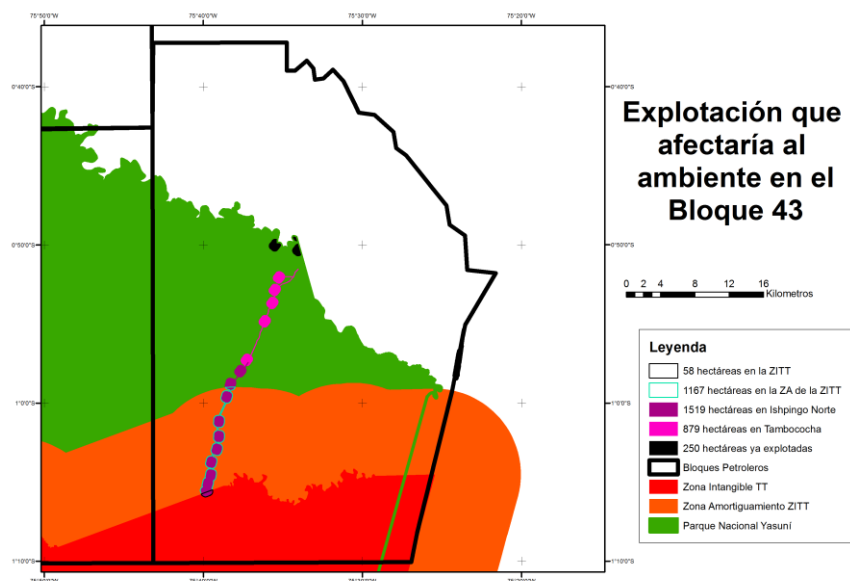 75°50'0"W 75°40'0"W 75°30'0"W 75°20'0"W
0°40'0"S 0°40'0"S
Explotación que
afectaría al
ambiente en el
Bloque 43
0°50'0"S 0°50'0"S
0 2 4 8 12 16
Kilometros
Leyenda
58 hectáreas en la ZITT
1167 hectáreas en la ZA de la ZITT
1519 hectáreas en Ishpingo Norte
879 hectáreas en Tambococha
250 hectáreas ya explotadas
Bloques Petroleros
Zona Intangible TT
Zona Amortiguamiento ZITT
Parque Nacional Yasuní
1°0'0"S 1°0'0"S
1°10'0"S 1°10'0"S